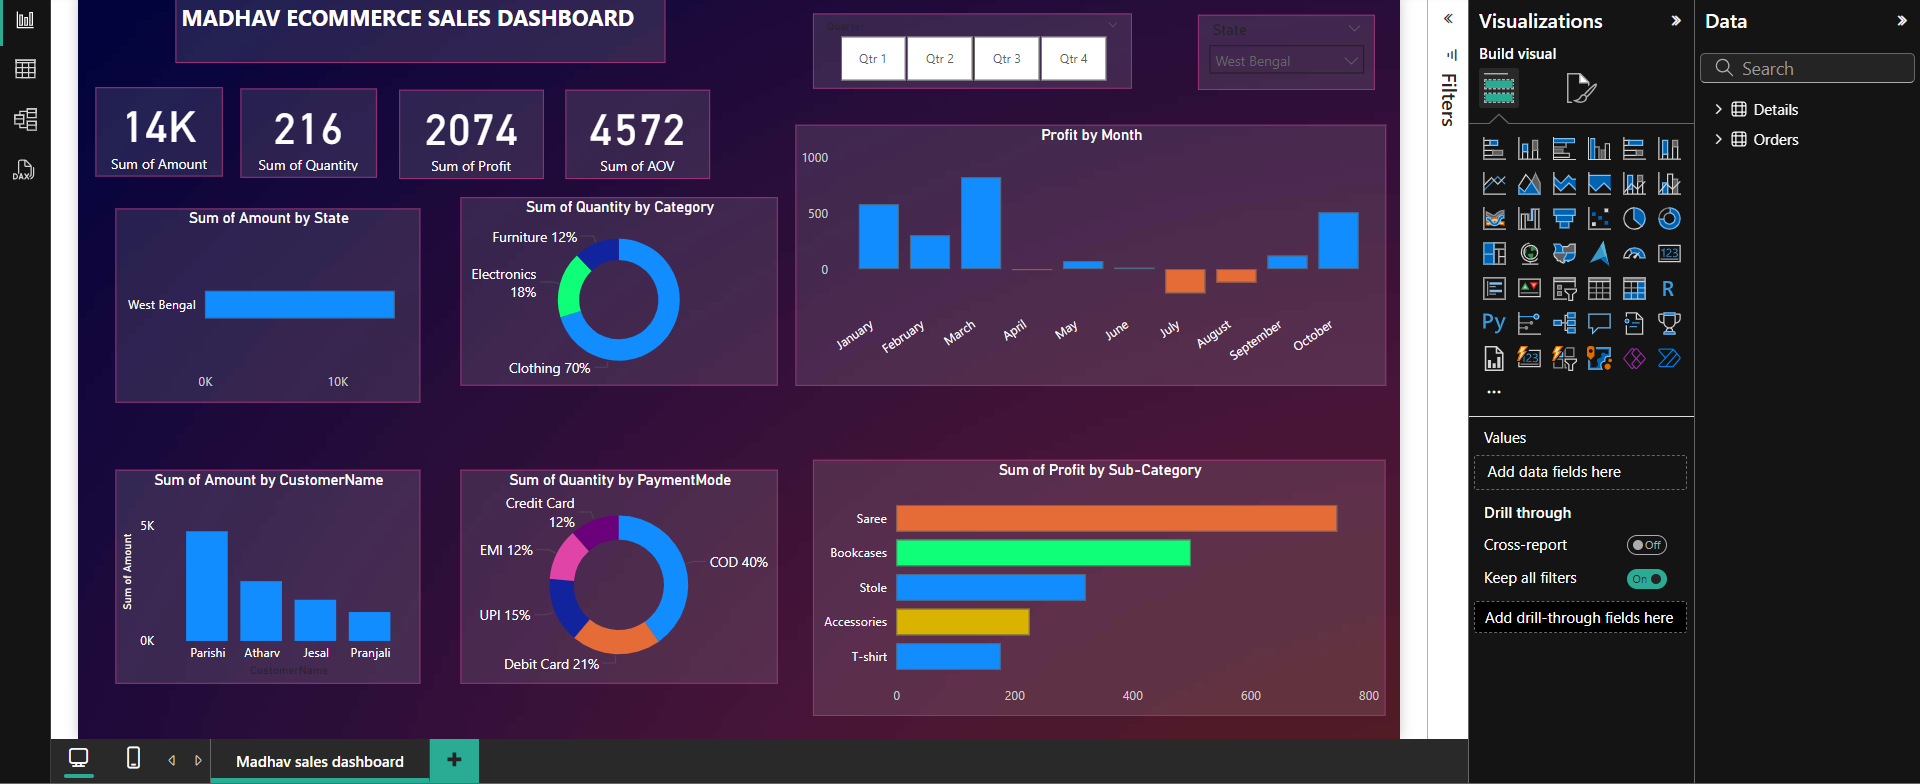 MADHAV ECOMMERCE SALES DASHBOARD
Quarter
Qtr 1
Qtr 2
Qtr 3
Qtr 4
State
West Bengal
14K
Sum of Amount
216
Sum of Quantity
2074
Sum of Profit
4572
Sum of AOV
Sum of Amount by State
West Bengal
0K
10K
Sum of Quantity by Category
Furniture 12%
Electronics
18%
Clothing 70%
Profit by Month
1000
500
0
January
February
March
April
May
June
July
August
September
October
Sum of Amount by CustomerName
Sum of Amount
5K
0K
Parishi
Atharv
Jesal
Pranjali
CustomerName
Sum of Quantity by PaymentMode
Credit Card
12%
EMI 12%
UPI 15%
Debit Card 21%
COD 40%
Sum of Profit by Sub-Category
Saree
Bookcases
Stole
Accessories
T-shirt
0
200
400
600
800
Madhav sales dashboard
+
DAX
Filters
Visualizations
Build visual
123
R
Py
123
...
Values
Add data fields here
Drill through
Cross-report
Off
Keep all filters
On
Add drill-through fields here
Data
Search
Details
Orders